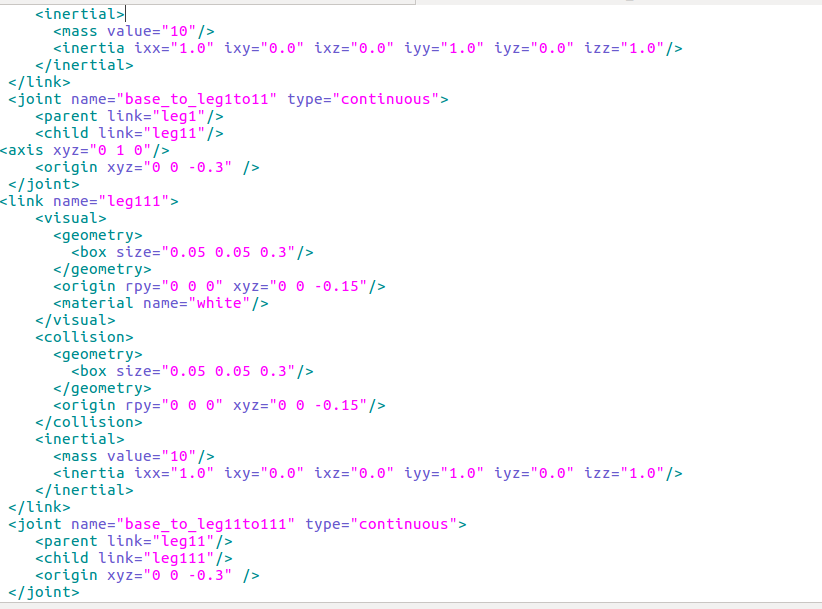 <inertial>
<mass value="10"/>
<inertia ixx="1.0" ixy="0.0" ixz="0.0" iyy="1.0" iyz="0.0" izz="1.0"/>
</inertial>
</link>
<joint name="base_to_leg1to11" type="continuous">
<parent link="leg1"/>
<child link="leg11"/>
<axis xyz="0 1 0"/>
<origin xyz="0 0 -0.3" />
</joint>
<link name="leg111">
<visual>
<geometry>
<box size="0.05 0.05 0.3"/>
</geometry>
<origin rpy="0 0 0" xyz="0 0 -0.15"/>
<material name="white"/>
</visual>
<collision>
<geometry>
<box size="0.05 0.05 0.3"/>
</geometry>
<origin rpy="0 0 0" xyz="0 0 -0.15"/>
</collision>
<inertial>
<mass value="10"/>
<inertia ixx="1.0" ixy="0.0" ixz="0.0" iyy="1.0" iyz="0.0" izz="1.0"/>
</inertial>
</link>
<joint name="base_to_leg11to111" type="continuous">
<parent link="leg11"/>
<child link="leg111"/>
<origin xyz="0 0 -0.3" />
</joint>